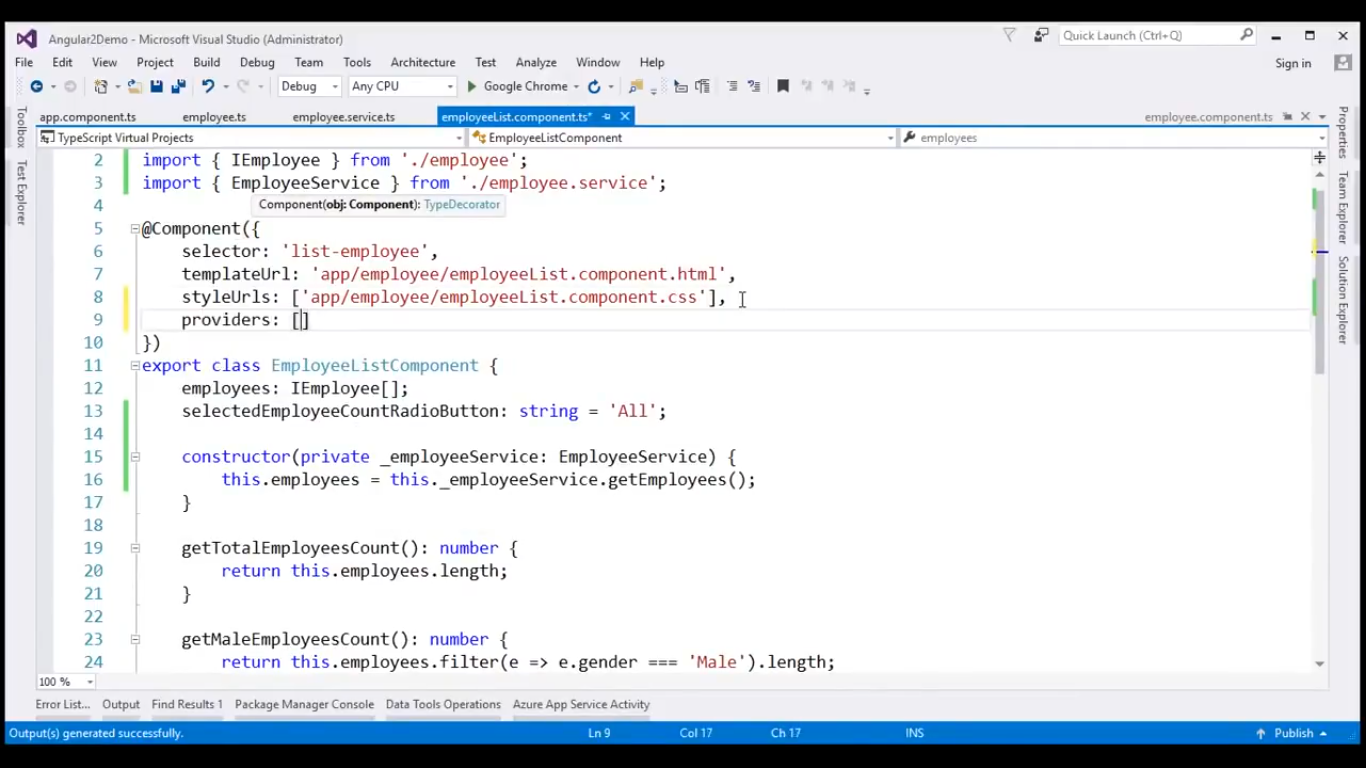 Angular2Demo - Microsoft Visual Studio (Administrator) Quick Launch (Ctrl+Q)
File Edit View Project Build Debug Team Tools Architecture Test Analyze Window Help Sign in
Debug Any CPU Google Chrome
app.component.ts employee.ts employee.service.ts employeeList.component.ts* employee.component.ts
TypeScript Virtual Projects EmployeeListComponent employees
Toolbox
Test Explorer
Properties
Team Explorer
Solution Explorer
2 import { IEmployee } from './employee';
3 import { EmployeeService } from './employee.service';
4
Component(obj: Component): TypeDecorator
5 @Component({
6 selector: 'list-employee',
7 templateUrl: 'app/employee/employeeList.component.html',
8 styleUrls: ['app/employee/employeeList.component.css'],
9 providers: []
10 })
11 export class EmployeeListComponent {
12 employees: IEmployee[];
13 selectedEmployeeCountRadioButton: string = 'All';
14
15 constructor(private _employeeService: EmployeeService) {
16 this.employees = this._employeeService.getEmployees();
17 }
18
19 getTotalEmployeesCount(): number {
20 return this.employees.length;
21 }
22
23 getMaleEmployeesCount(): number {
24 return this.employees.filter(e => e.gender === 'Male').length;
100 %
Error List... Output Find Results 1 Package Manager Console Data Tools Operations Azure App Service Activity
Output(s) generated successfully. Ln 9 Col 17 Ch 17 INS Publish